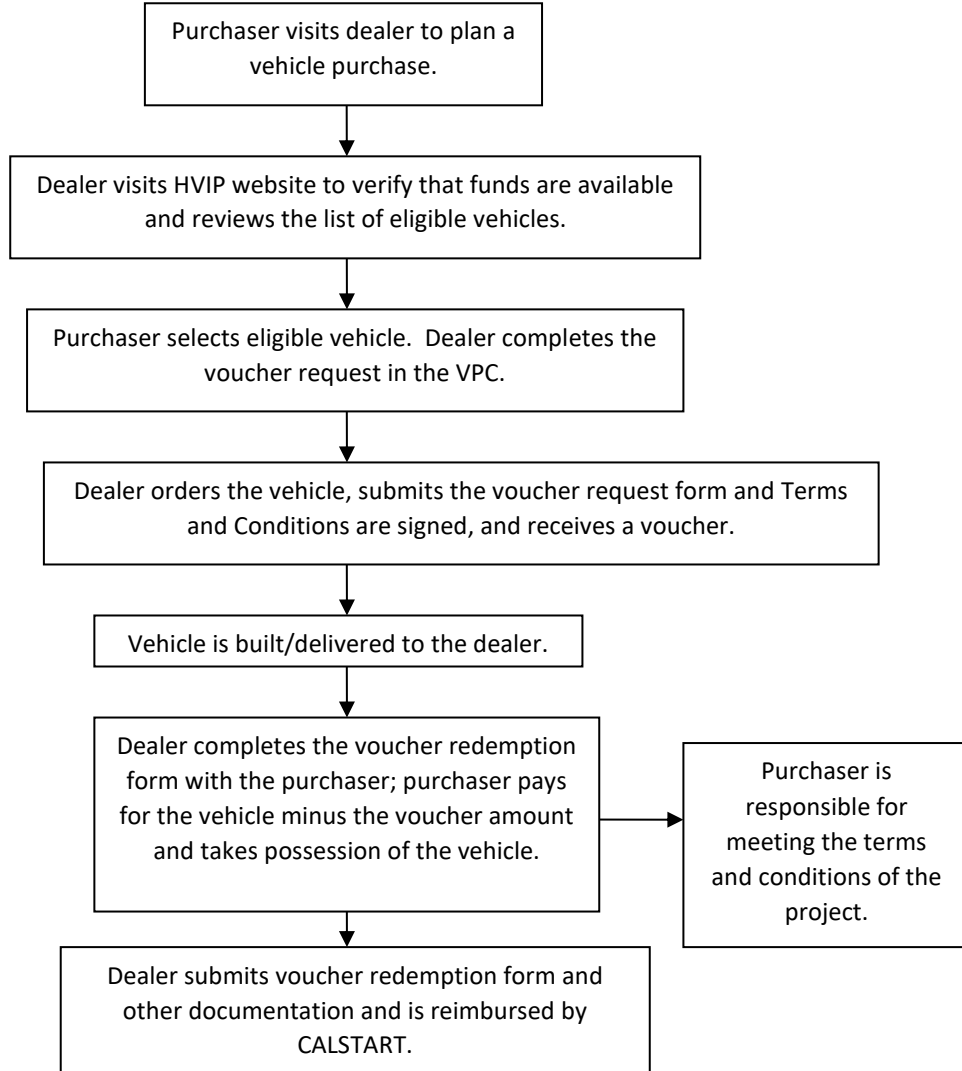 Purchaser visits dealer to plan a
vehicle purchase.
Dealer visits HVIP website to verify that funds are available
and reviews the list of eligible vehicles.
Purchaser selects eligible vehicle.  Dealer completes the
voucher request in the VPC.
Dealer orders the vehicle, submits the voucher request form and Terms
and Conditions are signed, and receives a voucher.
Vehicle is built/delivered to the dealer.
Dealer completes the voucher redemption
form with the purchaser; purchaser pays
for the vehicle minus the voucher amount
and takes possession of the vehicle.
Purchaser is
responsible for
meeting the terms
and conditions of the
project.
Dealer submits voucher redemption form and
other documentation and is reimbursed by
CALSTART.